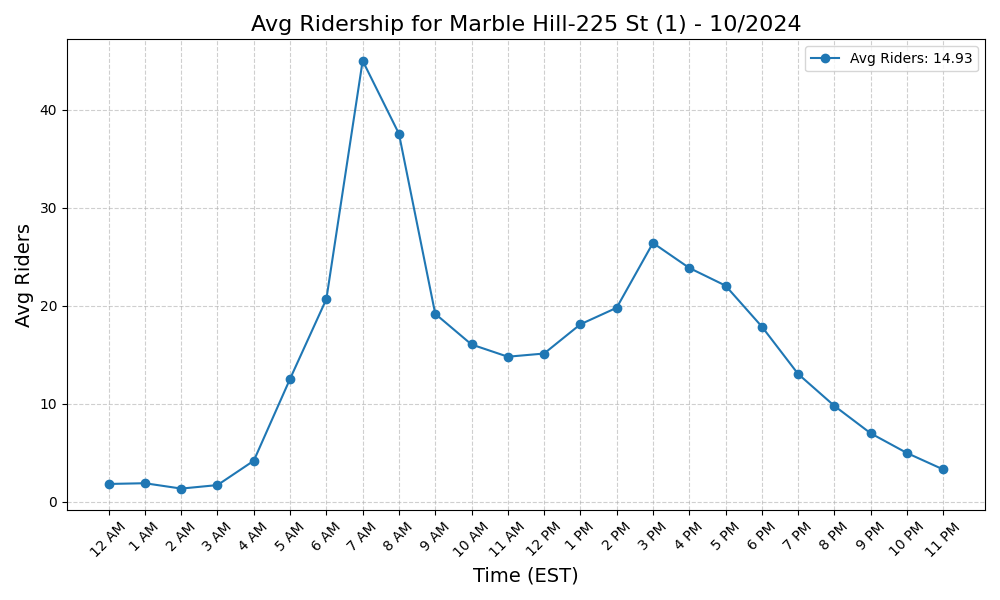 Avg Ridership for Marble Hill-225 St (1) - 10/2024
Avg Riders: 14.93
Avg Riders
40
30
20
10
0
12 AM
1 AM
2 AM
3 AM
4 AM
5 AM
6 AM
7 AM
8 AM
9 AM
10 AM
11 AM
12 PM
1 PM
2 PM
3 PM
4 PM
5 PM
6 PM
7 PM
8 PM
9 PM
10 PM
11 PM
Time (EST)